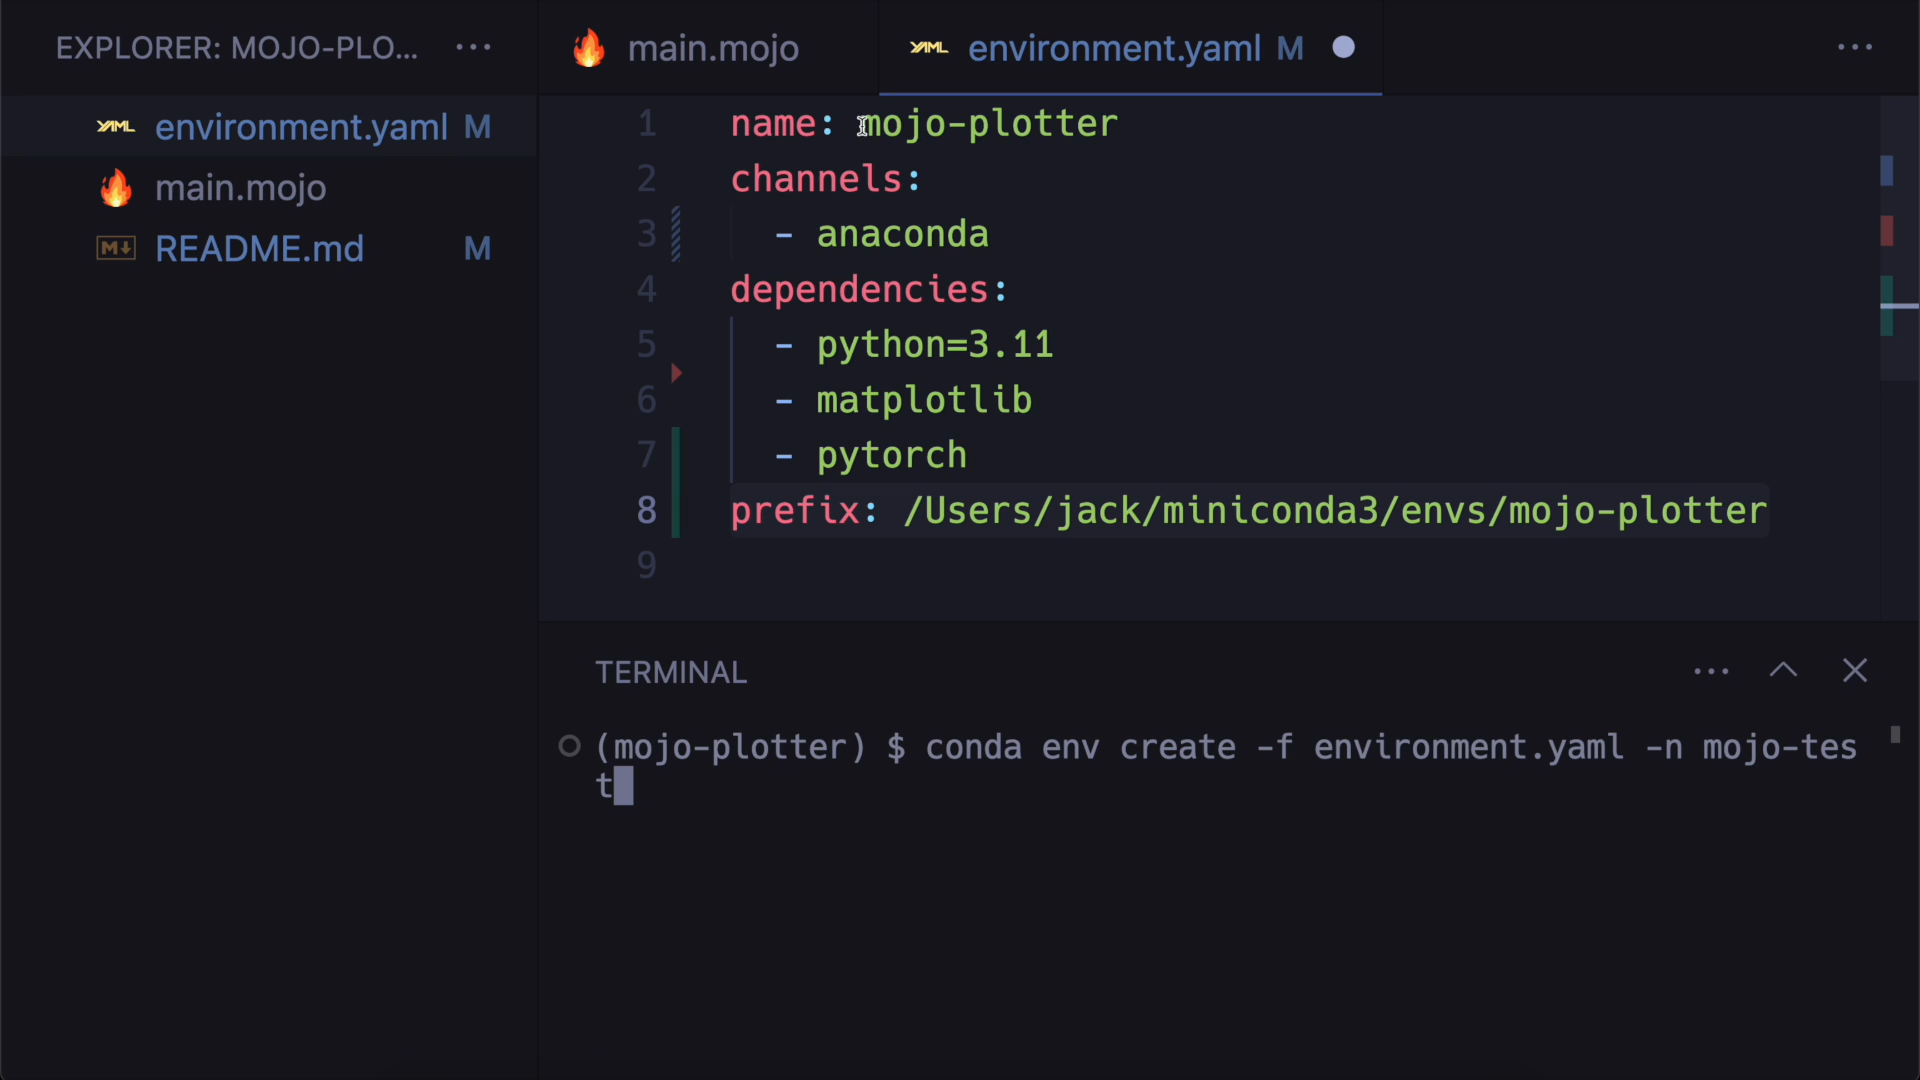 EXPLORER: MOJO-PLO... ...
main.mojo
YAML environment.yaml M
...
YAML environment.yaml M
main.mojo
M↓ README.md M
1 name: mojo-plotter
2 channels:
3 - anaconda
4 dependencies:
5 - python=3.11
6 - matplotlib
7 - pytorch
8 prefix: /Users/jack/miniconda3/envs/mojo-plotter
9
TERMINAL
(mojo-plotter) $ conda env create -f environment.yaml -n mojo-tes
t